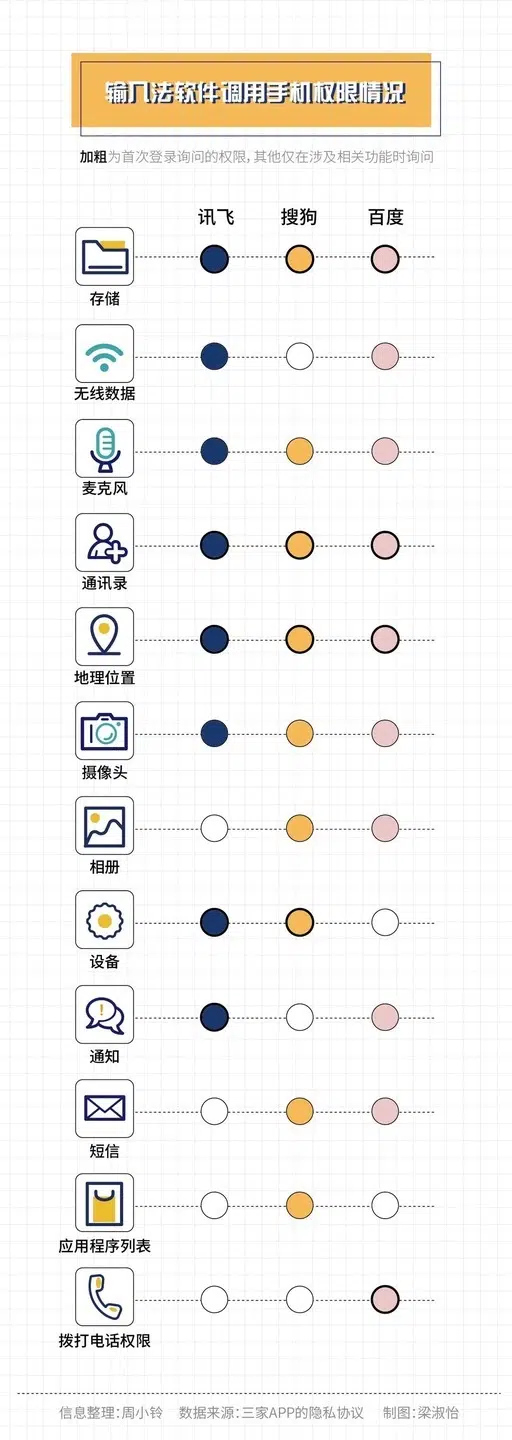 输入法软件调用手机权限情况
加粗为首次登录询问的权限,其他仅在涉及相关功能时询问
讯飞 搜狗 百度
存储
无线数据
麦克风
通讯录
地理位置
摄像头
相册
设备
通知
短信
应用程序列表
拨打电话权限
信息整理:周小铃 数据来源:三家APP的隐私协议 制图:梁淑怡